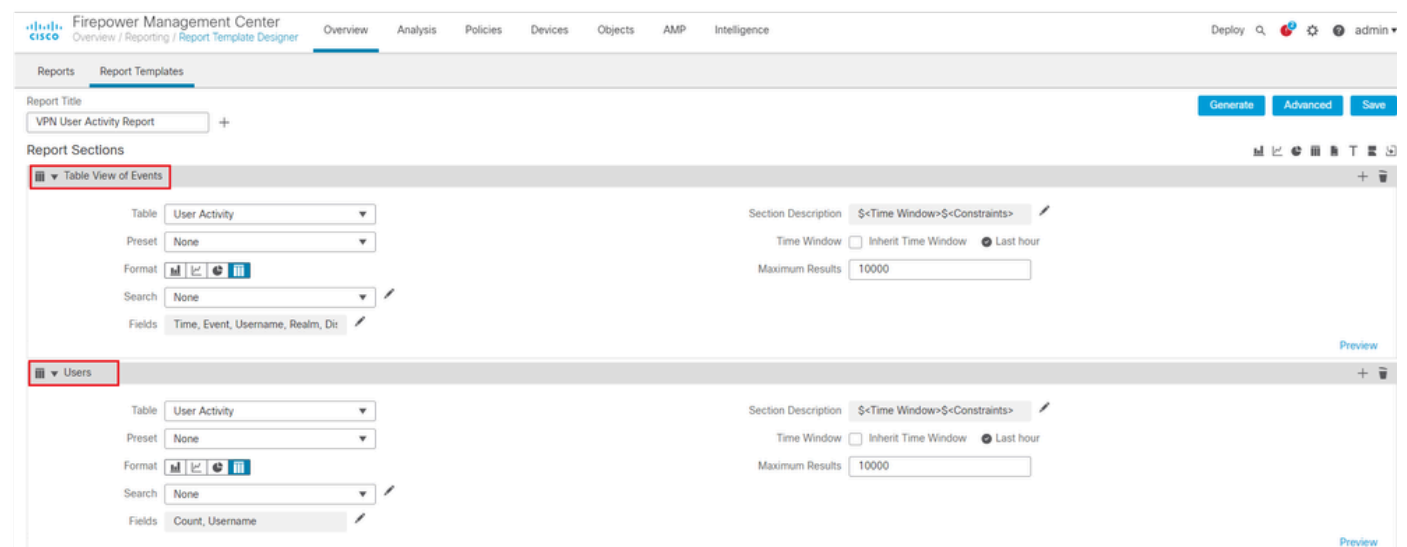 Firepower Management Center
CISCO Overview / Reporting / Report Template Designer
Overview Analysis Policies Devices Objects AMP Intelligence
Deploy admin
Reports Report Templates
Report Title
VPN User Activity Report
Generate Advanced Save
Report Sections
Table View of Events
Table User Activity Section Description $<Time Window>$<Constraints>
Preset None Time Window Inherit Time Window Last hour
Format Maximum Results 10000
Search None
Fields Time, Event, Username, Realm, Dis
Preview
Users
Table User Activity Section Description $<Time Window>$<Constraints>
Preset None Time Window Inherit Time Window Last hour
Format Maximum Results 10000
Search None
Fields Count, Username
Preview